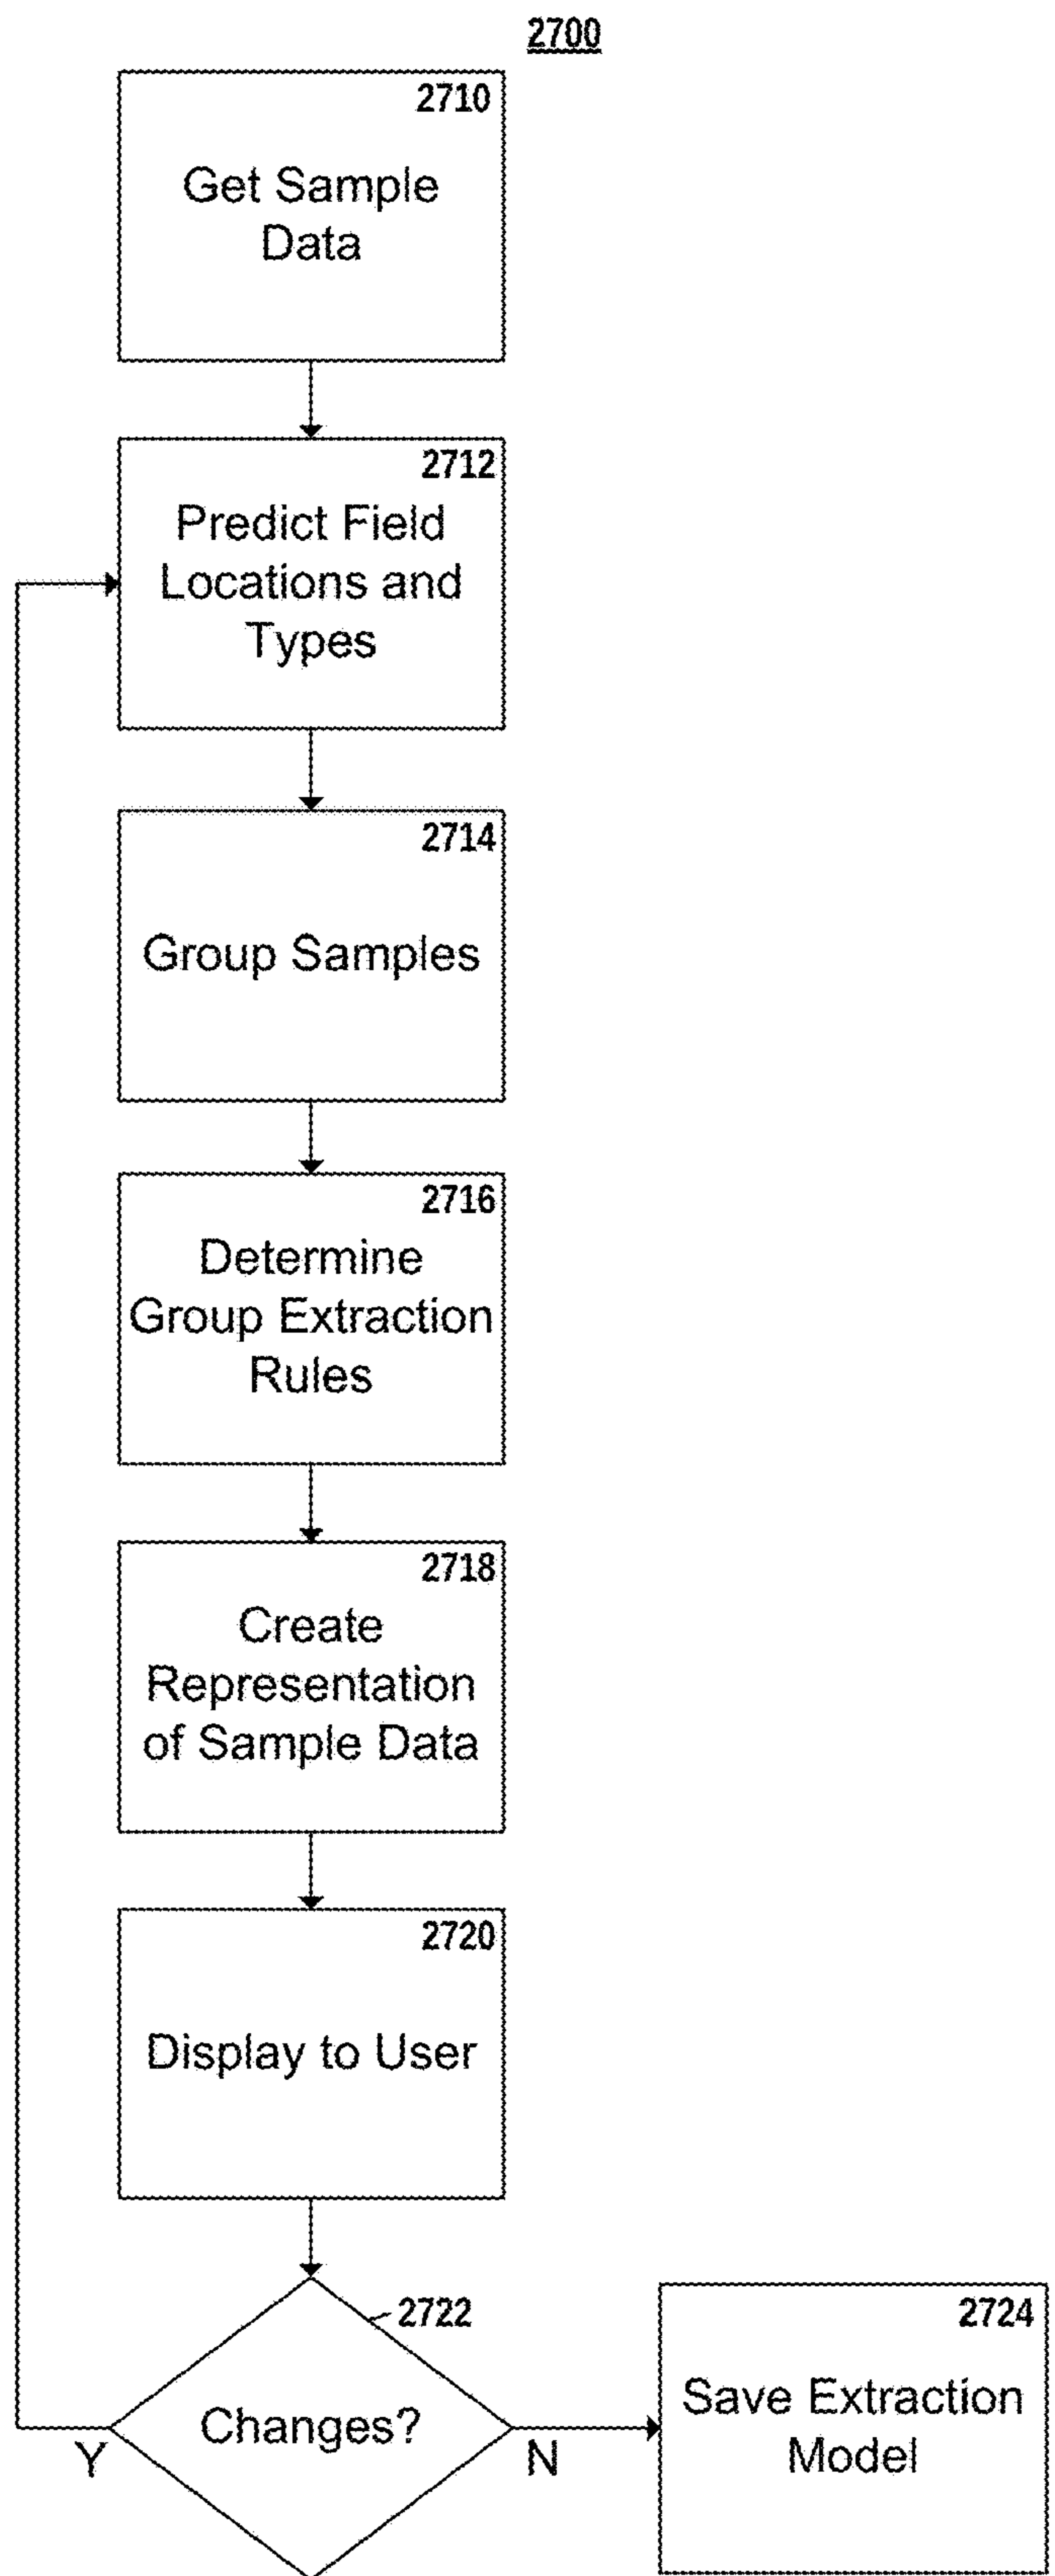 2700
2710
Get Sample
Data
2712
Predict Field
Locations and
Types
2714
Group Samples
2716
Determine
Group Extraction
Rules
2718
Create
Representation
of Sample Data
2720
Display to User
2722
Changes?
Y
N
2724
Save Extraction
Model